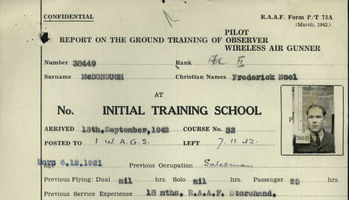 CONFIDENTIAL
R.A.A.F. Form P/T 73A
(March, 1942.)
PILOT
REPORT ON THE GROUND TRAINING OF OBSERVER
WIRELESS AIR GUNNER
Number 38449 Rank
Surname McDONOUGH Christian Names Frederick Noel
AT
No. INITIAL TRAINING SCHOOL
ARRIVED 13th.September,1942 COURSE No. 32
POSTED TO 1 W.A.G.S. LEFT 7.11.42.
Born 6.12.1921
Previous Occupation Salesman
Previous Flying: Dual nil hrs. Solo nil hrs. Passenger 20 hrs.
Previous Service Experience 18 mths. R.A.A.F. Storehand.